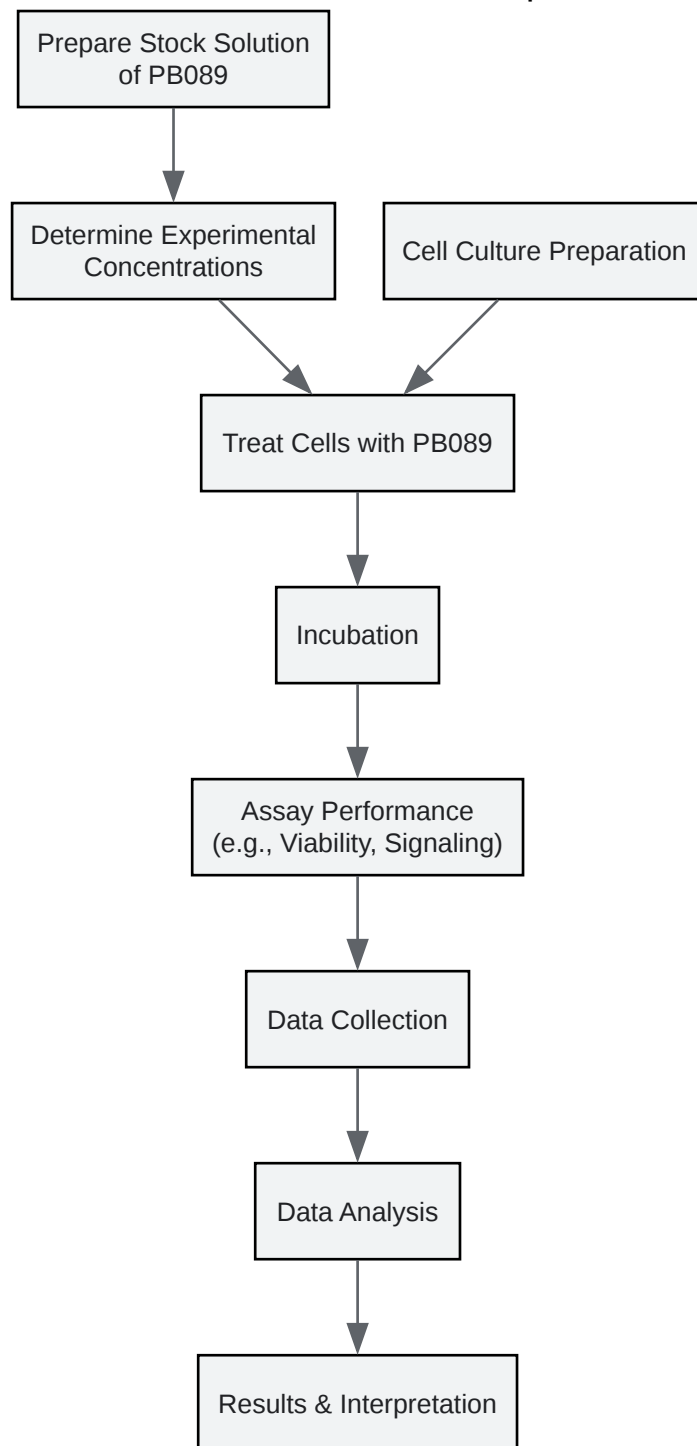 Prepare Stock Solution
of PB089
Determine Experimental
Concentrations
Cell Culture Preparation
Treat Cells with PB089
Incubation
Assay Performance
(e.g., Viability, Signaling)
Data Collection
Data Analysis
Results & Interpretation